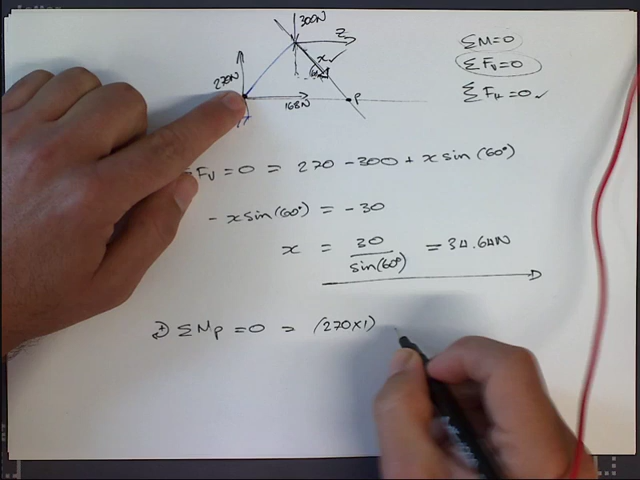 300N
Z
x ✓
60°
270N
168N
P
ΣM=0
ΣFv=0
ΣFH=0 ✓
ΣFv=0 = 270 - 300 + x sin(60°)
- x sin(60°) = -30
x = 30/sin(60°) = 34.64N
ΣMp=0 = (270×1)